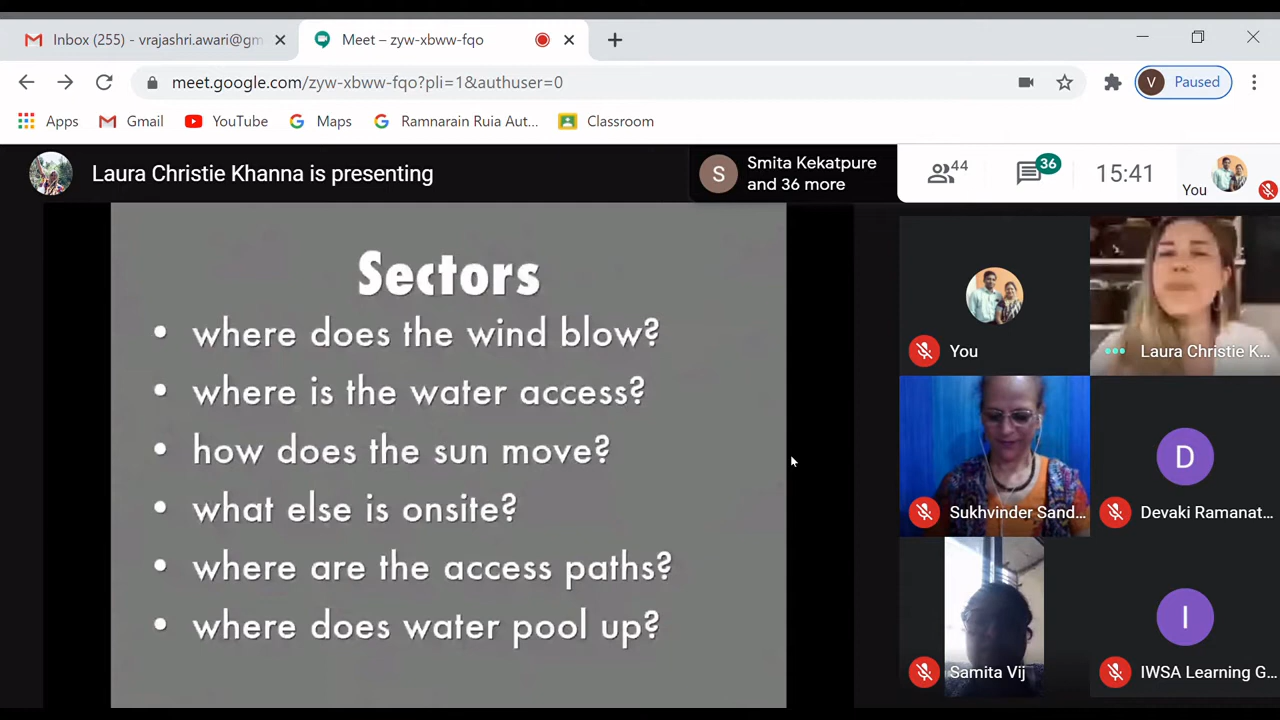 Inbox (255) - vrajashri.awari@gm
Meet – zyw-xbww-fqo
meet.google.com/zyw-xbww-fqo?pli=1&authuser=0
V Paused
Apps Gmail YouTube Maps Ramnarain Ruia Aut... Classroom
Laura Christie Khanna is presenting
S Smita Kekatpure
and 36 more
44
36
15:41
You
Sectors
• where does the wind blow?
• where is the water access?
• how does the sun move?
• what else is onsite?
• where are the access paths?
• where does water pool up?
You
Laura Christie K...
Sukhvinder Sand...
D
Devaki Ramanat...
Samita Vij
I
IWSA Learning G...